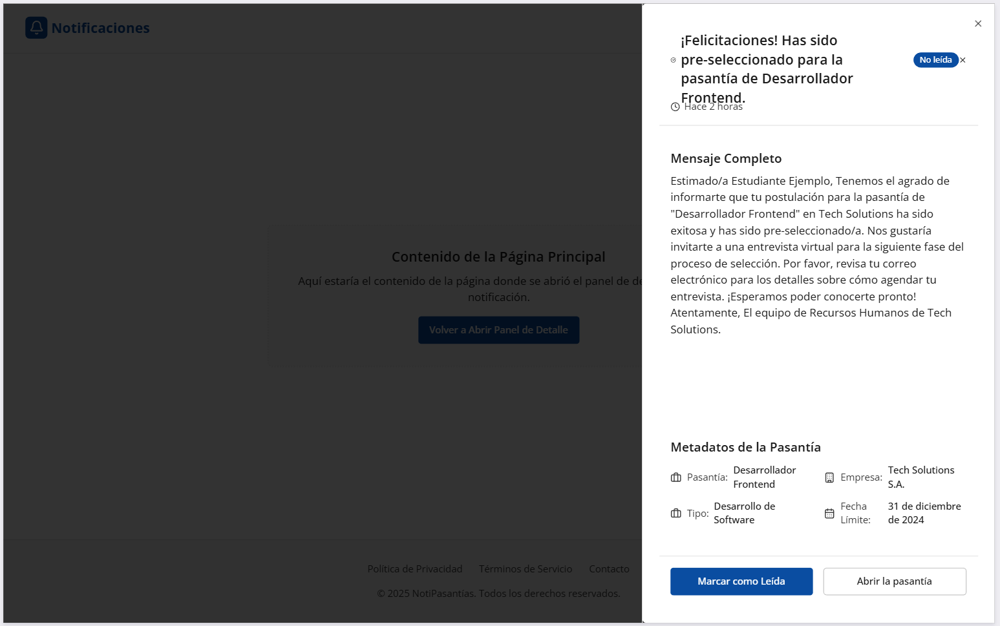 Notificaciones
Contenido de la Página Principal
Aquí estaría el contenido de la página donde se abrió el panel de de
notificación.
Volver a Abrir Panel de Detalle
Política de Privacidad Términos de Servicio Contacto
© 2025 NotiPasantías. Todos los derechos reservados.
¡Felicitaciones! Has sido
pre-seleccionado para la
pasantía de Desarrollador
Frontend.
No leída
Hace 2 horas
Mensaje Completo
Estimado/a Estudiante Ejemplo, Tenemos el agrado de
informarte que tu postulación para la pasantía de
"Desarrollador Frontend" en Tech Solutions ha sido
exitosa y has sido pre-seleccionado/a. Nos gustaría
invitarte a una entrevista virtual para la siguiente fase del
proceso de selección. Por favor, revisa tu correo
electrónico para los detalles sobre cómo agendar tu
entrevista. ¡Esperamos poder conocerte pronto!
Atentamente, El equipo de Recursos Humanos de Tech
Solutions.
Metadatos de la Pasantía
Pasantía: Desarrollador
Frontend
Empresa: Tech Solutions
S.A.
Tipo: Desarrollo de
Software
Fecha
Límite:
31 de diciembre
de 2024
Marcar como Leída
Abrir la pasantía